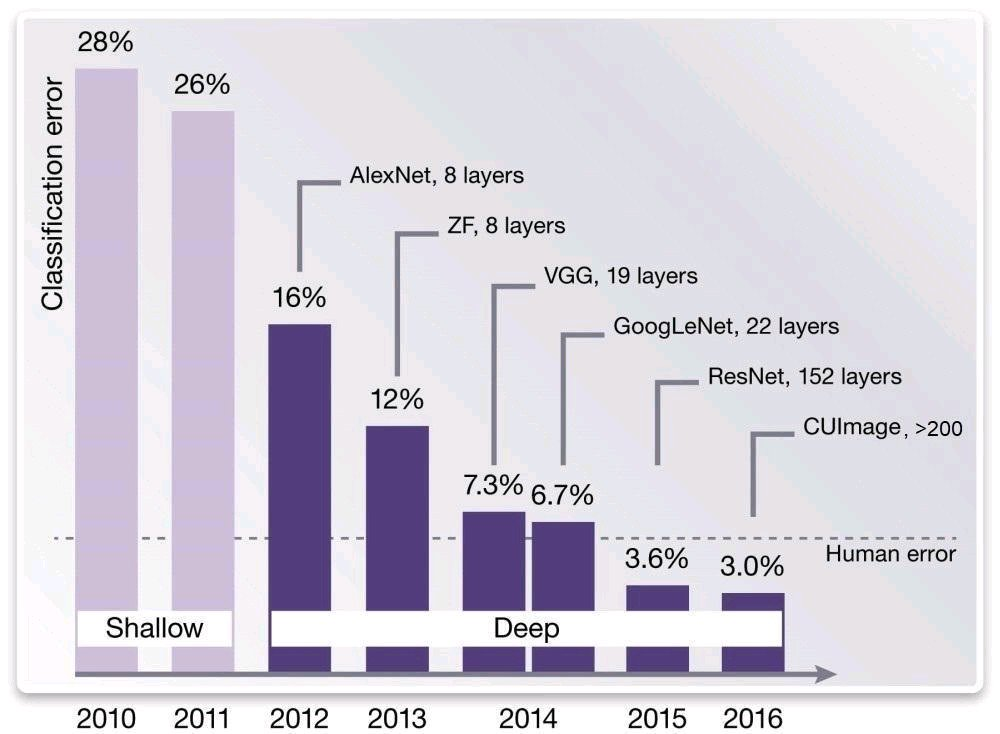 28%
26%
Classification error
AlexNet, 8 layers
ZF, 8 layers
VGG, 19 layers
GoogLeNet, 22 layers
ResNet, 152 layers
CUImage, >200
16%
12%
7.3%
6.7%
3.6%
3.0%
Human error
Shallow
Deep
2010
2011
2012
2013
2014
2015
2016